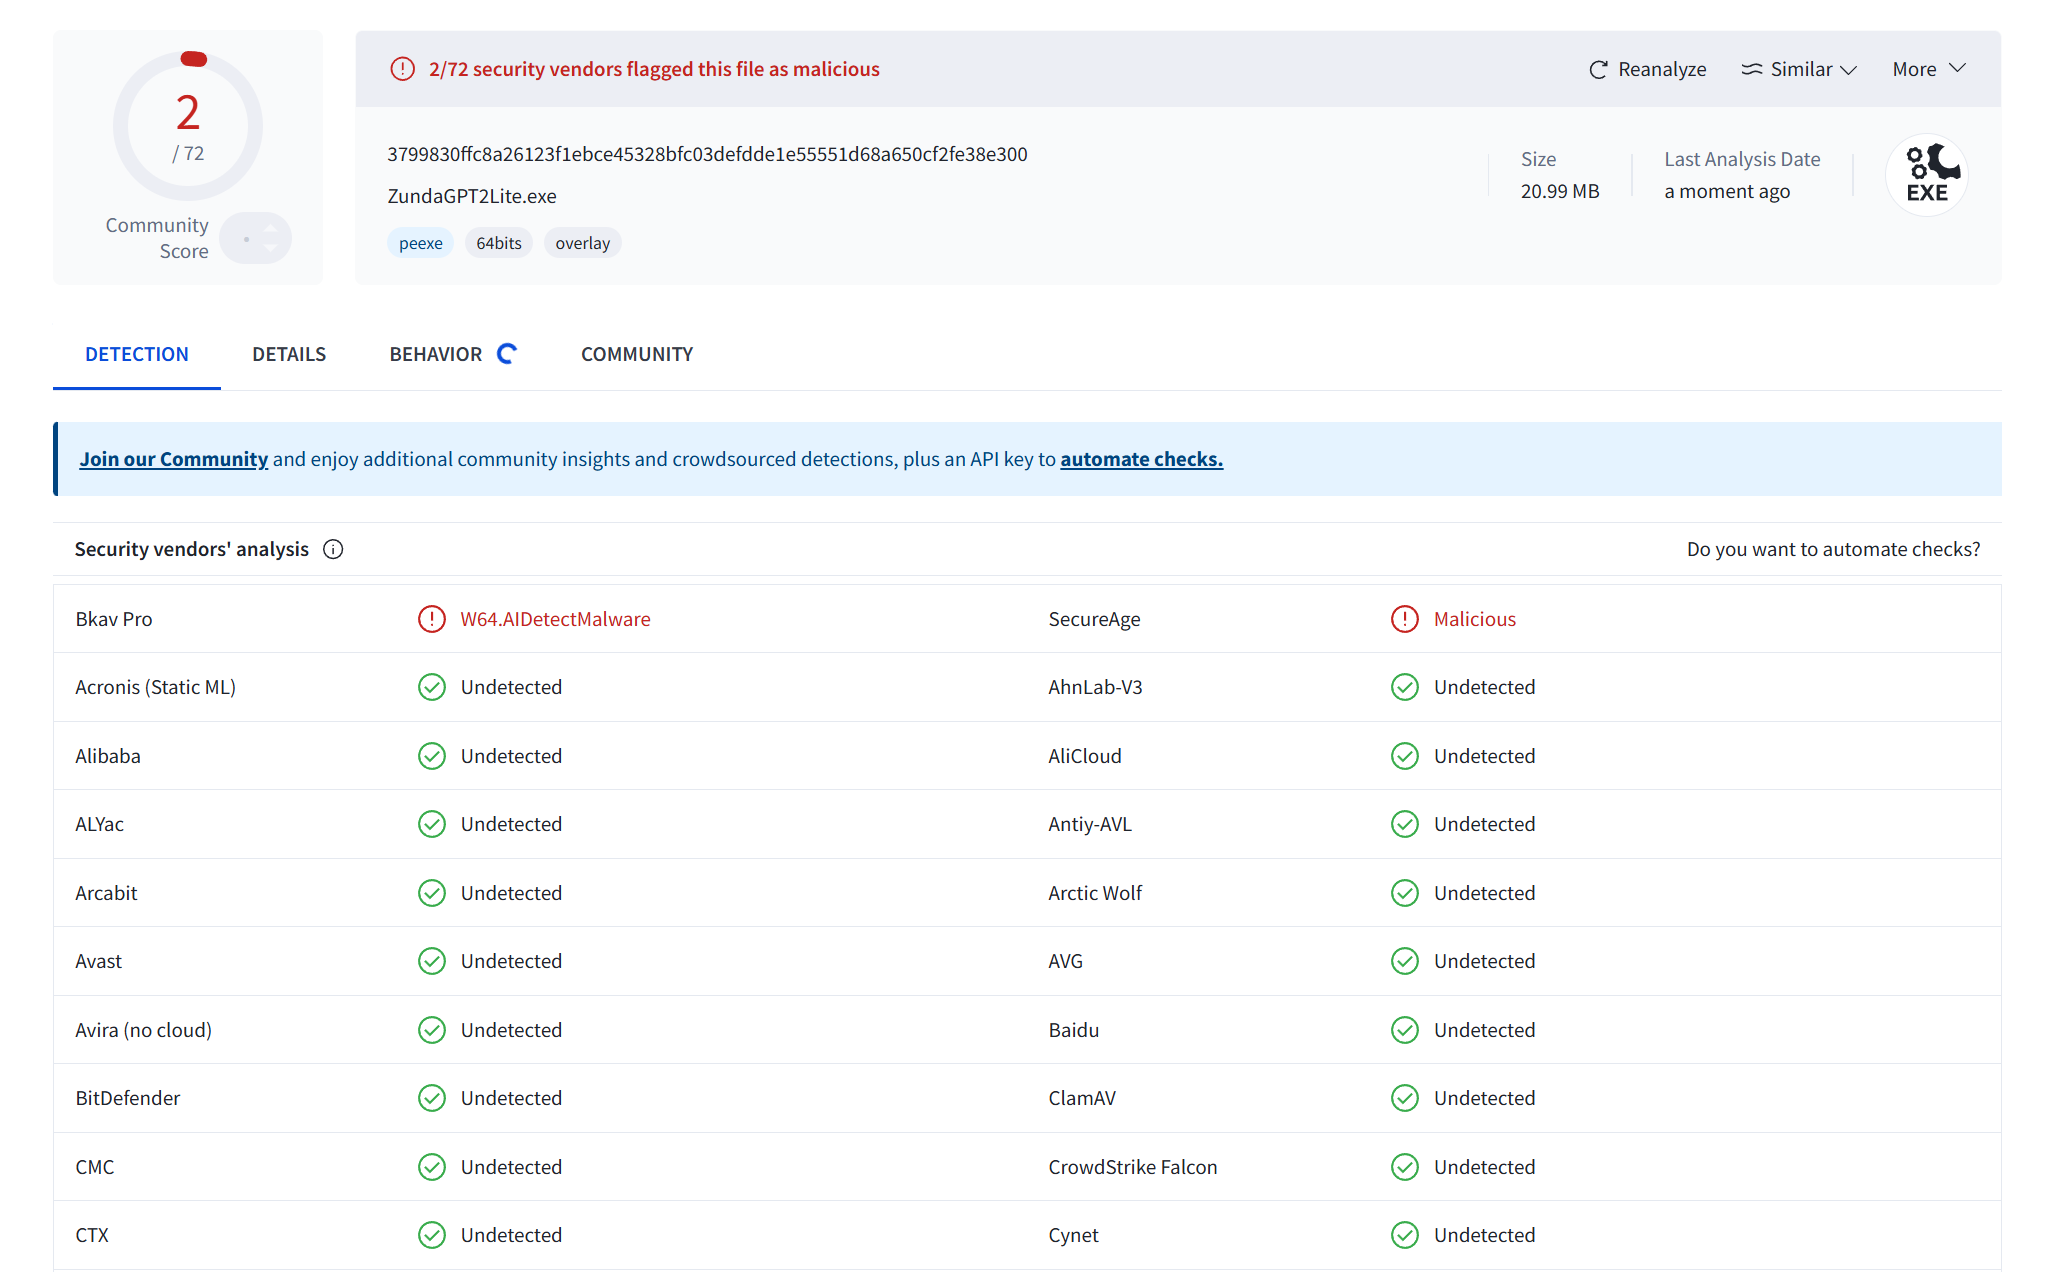 2
/ 72
Community
Score
2/72 security vendors flagged this file as malicious
Reanalyze
Similar
More
3799830ffc8a26123f1ebce45328bfc03defdde1e55551d68a650cf2fe38e300
ZundaGPT2Lite.exe
peexe
64bits
overlay
Size
20.99 MB
Last Analysis Date
a moment ago
EXE
DETECTION
DETAILS
BEHAVIOR
COMMUNITY
Join our Community and enjoy additional community insights and crowdsourced detections, plus an API key to automate checks.
Security vendors' analysis
Do you want to automate checks?
Bkav Pro
W64.AIDetectMalware
SecureAge
Malicious
Acronis (Static ML)
Undetected
AhnLab-V3
Undetected
Alibaba
Undetected
AliCloud
Undetected
ALYac
Undetected
Antiy-AVL
Undetected
Arcabit
Undetected
Arctic Wolf
Undetected
Avast
Undetected
AVG
Undetected
Avira (no cloud)
Undetected
Baidu
Undetected
BitDefender
Undetected
ClamAV
Undetected
CMC
Undetected
CrowdStrike Falcon
Undetected
CTX
Undetected
Cynet
Undetected